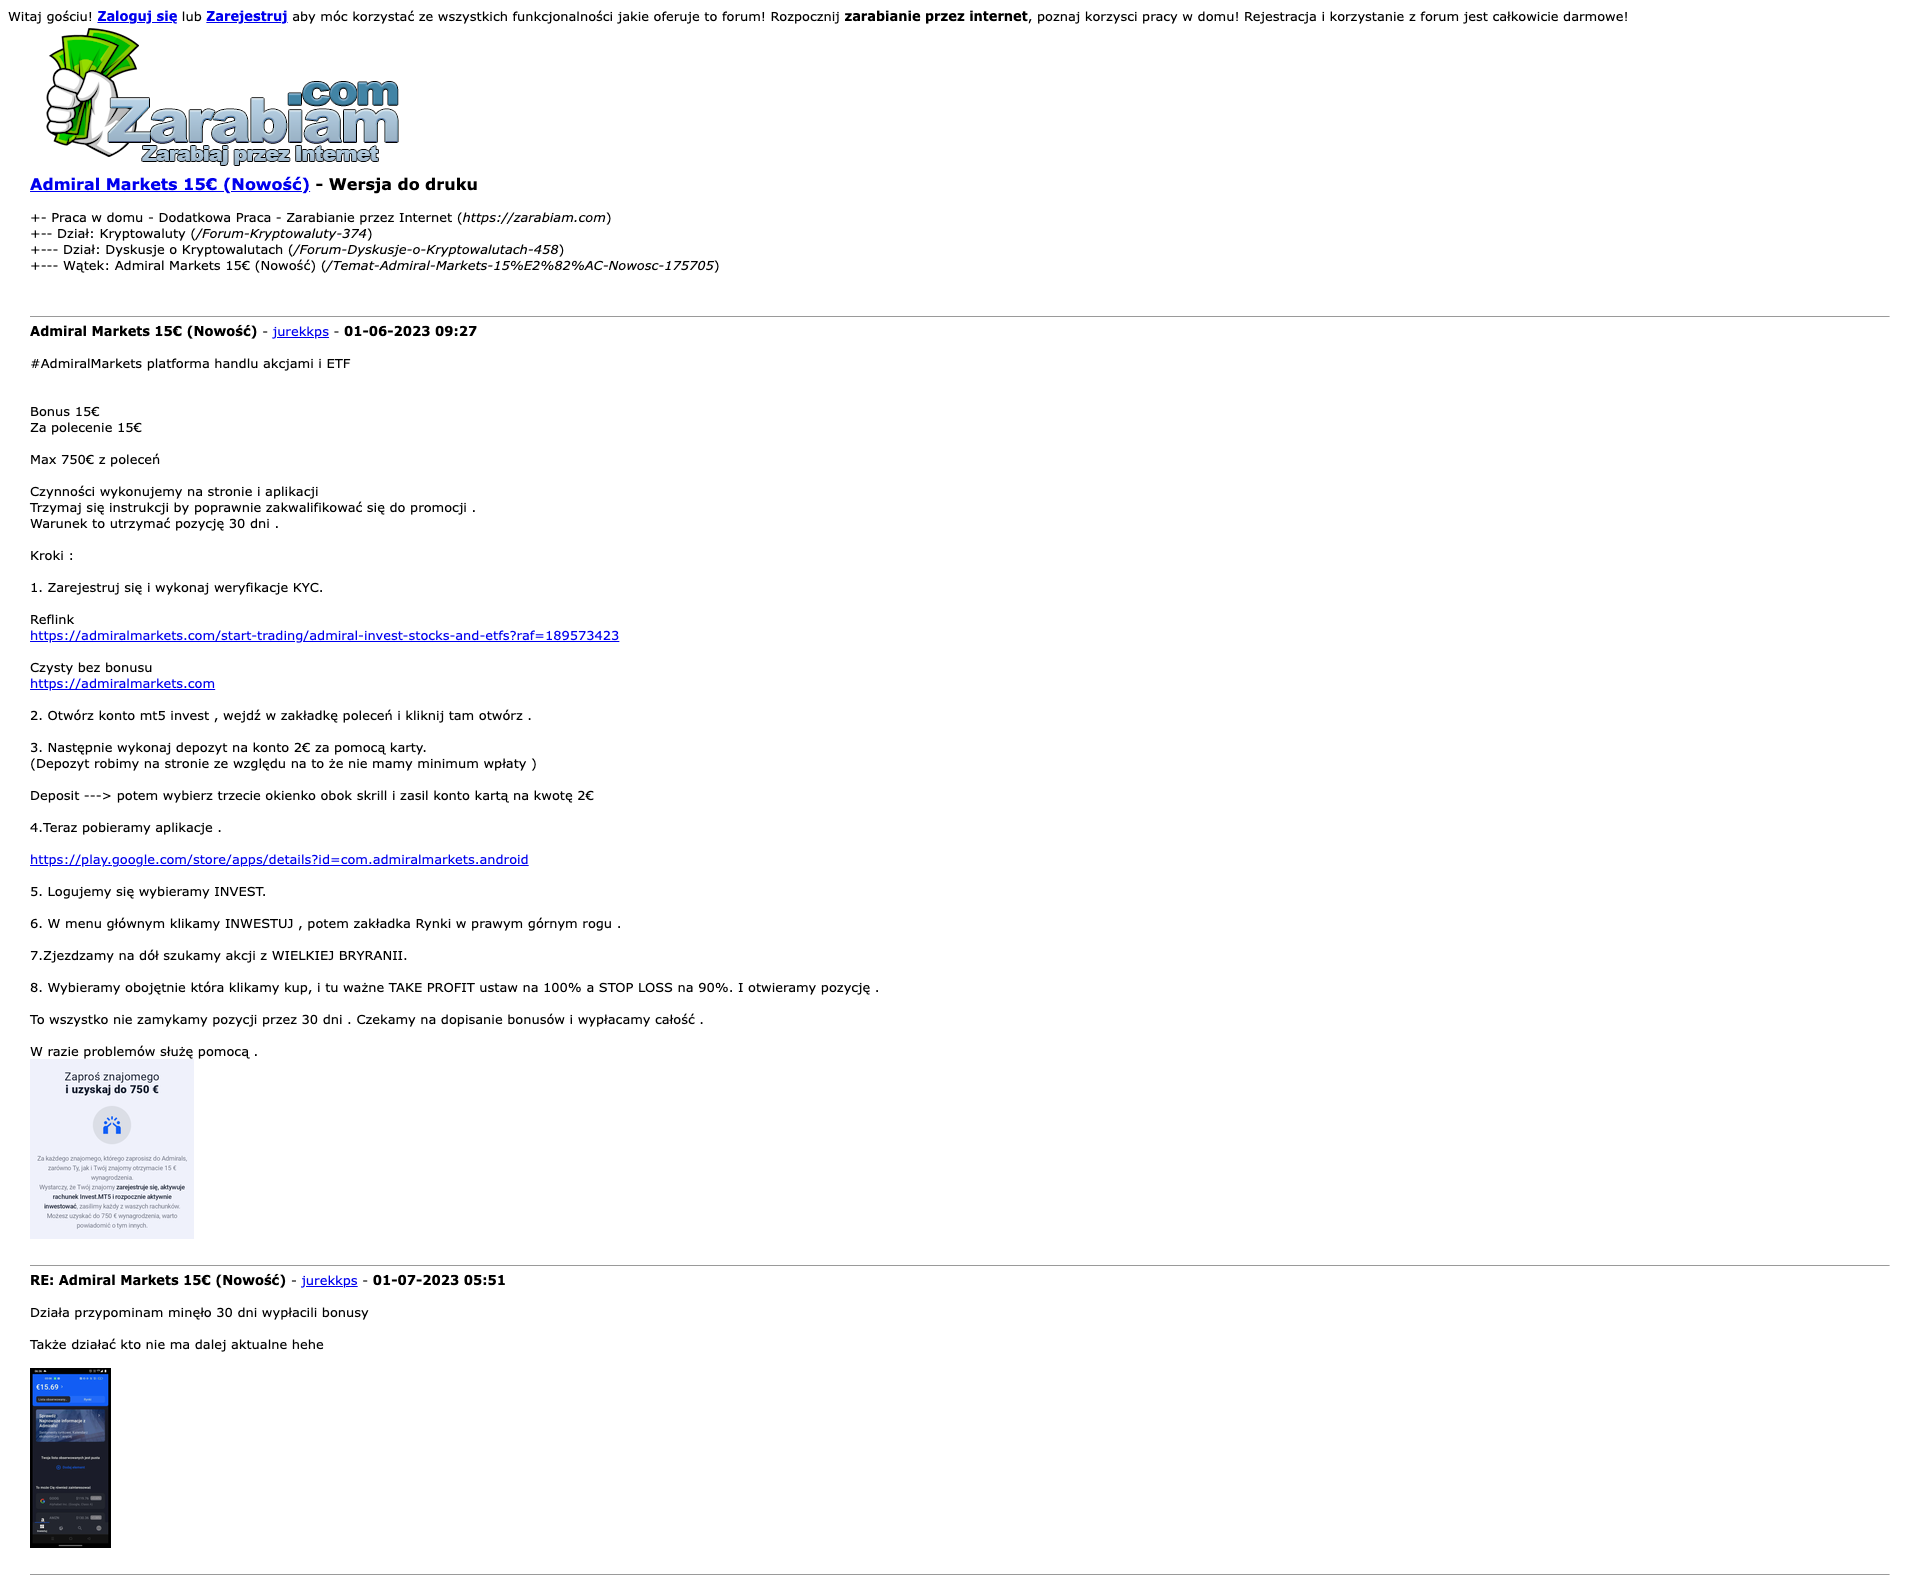 Witaj gościu! Zaloguj się lub Zarejestruj aby móc korzystać ze wszystkich funkcjonalności jakie oferuje to forum! Rozpocznij zarabianie przez internet, poznaj korzysci pracy w domu! Rejestracja i korzystanie z forum jest całkowicie darmowe!
Zarabiam.com
Zarabiaj przez Internet
Admiral Markets 15€ (Nowość) - Wersja do druku
+- Praca w domu - Dodatkowa Praca - Zarabianie przez Internet (https://zarabiam.com)
+-- Dział: Kryptowaluty (/Forum-Kryptowaluty-374)
+--- Dział: Dyskusje o Kryptowalutach (/Forum-Dyskusje-o-Kryptowalutach-458)
+--- Wątek: Admiral Markets 15€ (Nowość) (/Temat-Admiral-Markets-15%E2%82%AC-Nowosc-175705)
Admiral Markets 15€ (Nowość) - jurekkps - 01-06-2023 09:27
#AdmiralMarkets platforma handlu akcjami i ETF
Bonus 15€
Za polecenie 15€
Max 750€ z poleceń
Czynności wykonujemy na stronie i aplikacji
Trzymaj się instrukcji by poprawnie zakwalifikować się do promocji .
Warunek to utrzymać pozycję 30 dni .
Kroki :
1. Zarejestruj się i wykonaj weryfikacje KYC.
Reflink
https://admiralmarkets.com/start-trading/admiral-invest-stocks-and-etfs?raf=189573423
Czysty bez bonusu
https://admiralmarkets.com
2. Otwórz konto mt5 invest , wejdź w zakładkę poleceń i kliknij tam otwórz .
3. Następnie wykonaj depozyt na konto 2€ za pomocą karty.
(Depozyt robimy na stronie ze względu na to że nie mamy minimum wpłaty )
Deposit ---> potem wybierz trzecie okienko obok skrill i zasil konto kartą na kwotę 2€
4.Teraz pobieramy aplikacje .
https://play.google.com/store/apps/details?id=com.admiralmarkets.android
5. Logujemy się wybieramy INVEST.
6. W menu głównym klikamy INWESTUJ , potem zakładka Rynki w prawym górnym rogu .
7.Zjezdzamy na dół szukamy akcji z WIELKIEJ BRYRANII.
8. Wybieramy obojętnie która klikamy kup, i tu ważne TAKE PROFIT ustaw na 100% a STOP LOSS na 90%. I otwieramy pozycję .
To wszystko nie zamykamy pozycji przez 30 dni . Czekamy na dopisanie bonusów i wypłacamy całość .
W razie problemów służę pomocą .
Zaproś znajomego
i uzyskaj do 750 €
Za każdego znajomego, którego zaprosisz do Admirals,
zarówno Ty, jak i Twój znajomy otrzymacie 15 €
wynagrodzenia.
Wystarczy, że Twój znajomy zarejestruje się, aktywuje
rachunek Invest.MT5 i rozpocznie aktywnie
inwestować, zasilimy każdy z waszych rachunków.
Możesz uzyskać do 750 € wynagrodzenia, warto
powiadomić o tym innych.
RE: Admiral Markets 15€ (Nowość) - jurekkps - 01-07-2023 05:51
Działa przypominam minęło 30 dni wypłacili bonusy
Także działać kto nie ma dalej aktualne hehe
€15.69
Sprawdź
Najnowsze informacje z
Admirals!
Twoja lista obserwowanych jest pusta
To może Cię również zainteresować